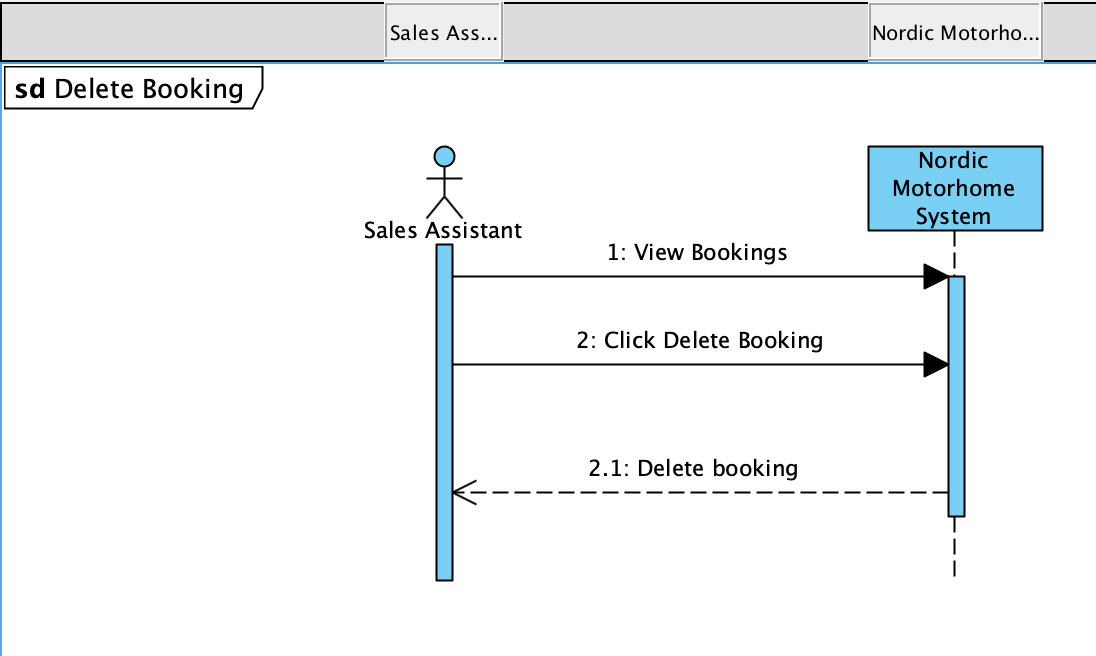 Sales Ass...
Nordic Motorho...
sd Delete Booking
Sales Assistant
Nordic
Motorhome
System
1: View Bookings
2: Click Delete Booking
2.1: Delete booking